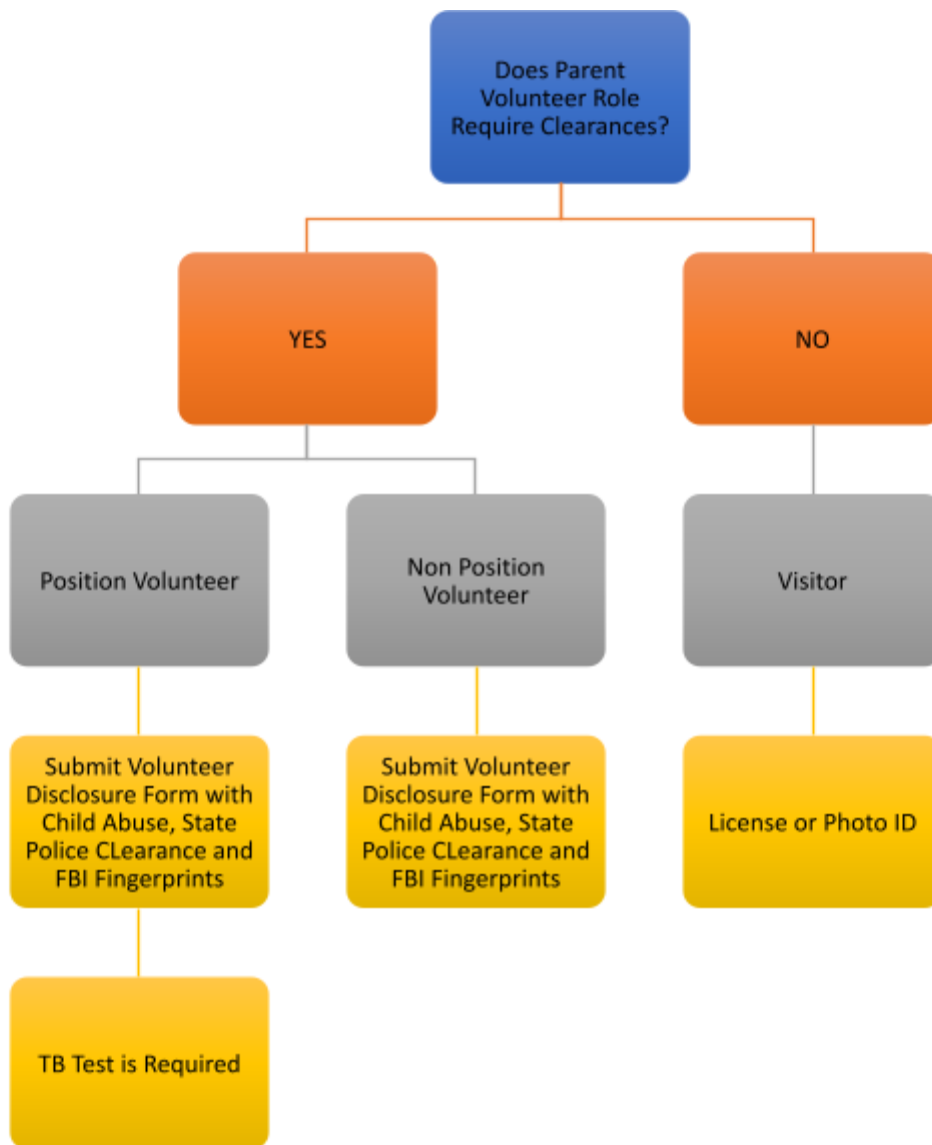 Does Parent
Volunteer Role
Require Clearances?
YES
NO
Position Volunteer
Non Position
Volunteer
Visitor
Submit Volunteer
Disclosure Form with
Child Abuse, State
Police CLearance and
FBI Fingerprints
Submit Volunteer
Disclosure Form with
Child Abuse, State
Police CLearance and
FBI Fingerprints
License or Photo ID
TB Test is Required